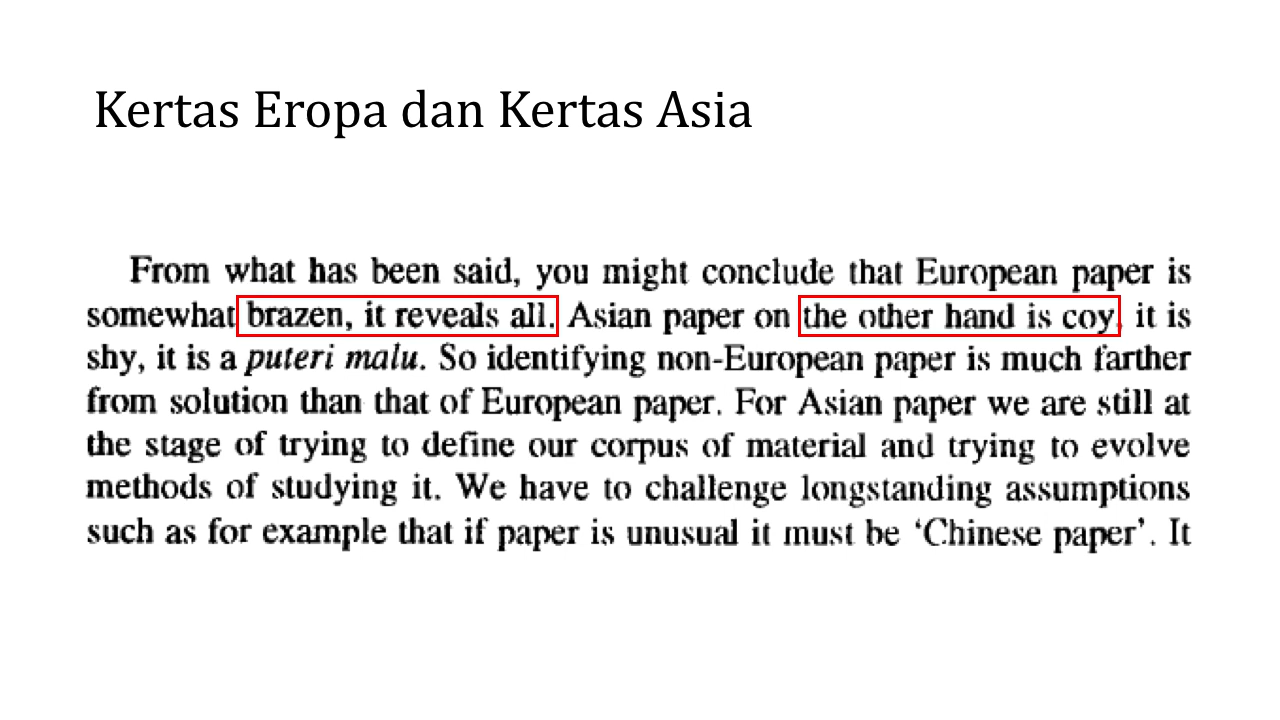 Kertas Eropa dan Kertas Asia
From what has been said, you might conclude that European paper is
somewhat brazen, it reveals all. Asian paper on the other hand is coy, it is
shy, it is a puteri malu. So identifying non-European paper is much farther
from solution than that of European paper. For Asian paper we are still at
the stage of trying to define our corpus of material and trying to evolve
methods of studying it. We have to challenge longstanding assumptions
such as for example that if paper is unusual it must be ‘Chinese paper’. It